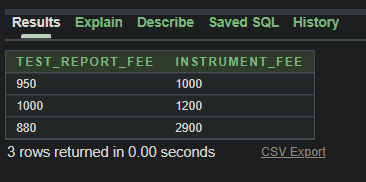 Results Explain Describe Saved SQL History
TEST_REPORT_FEE INSTRUMENT_FEE
950 1000
1000 1200
880 2900
3 rows returned in 0.00 seconds CSV Export